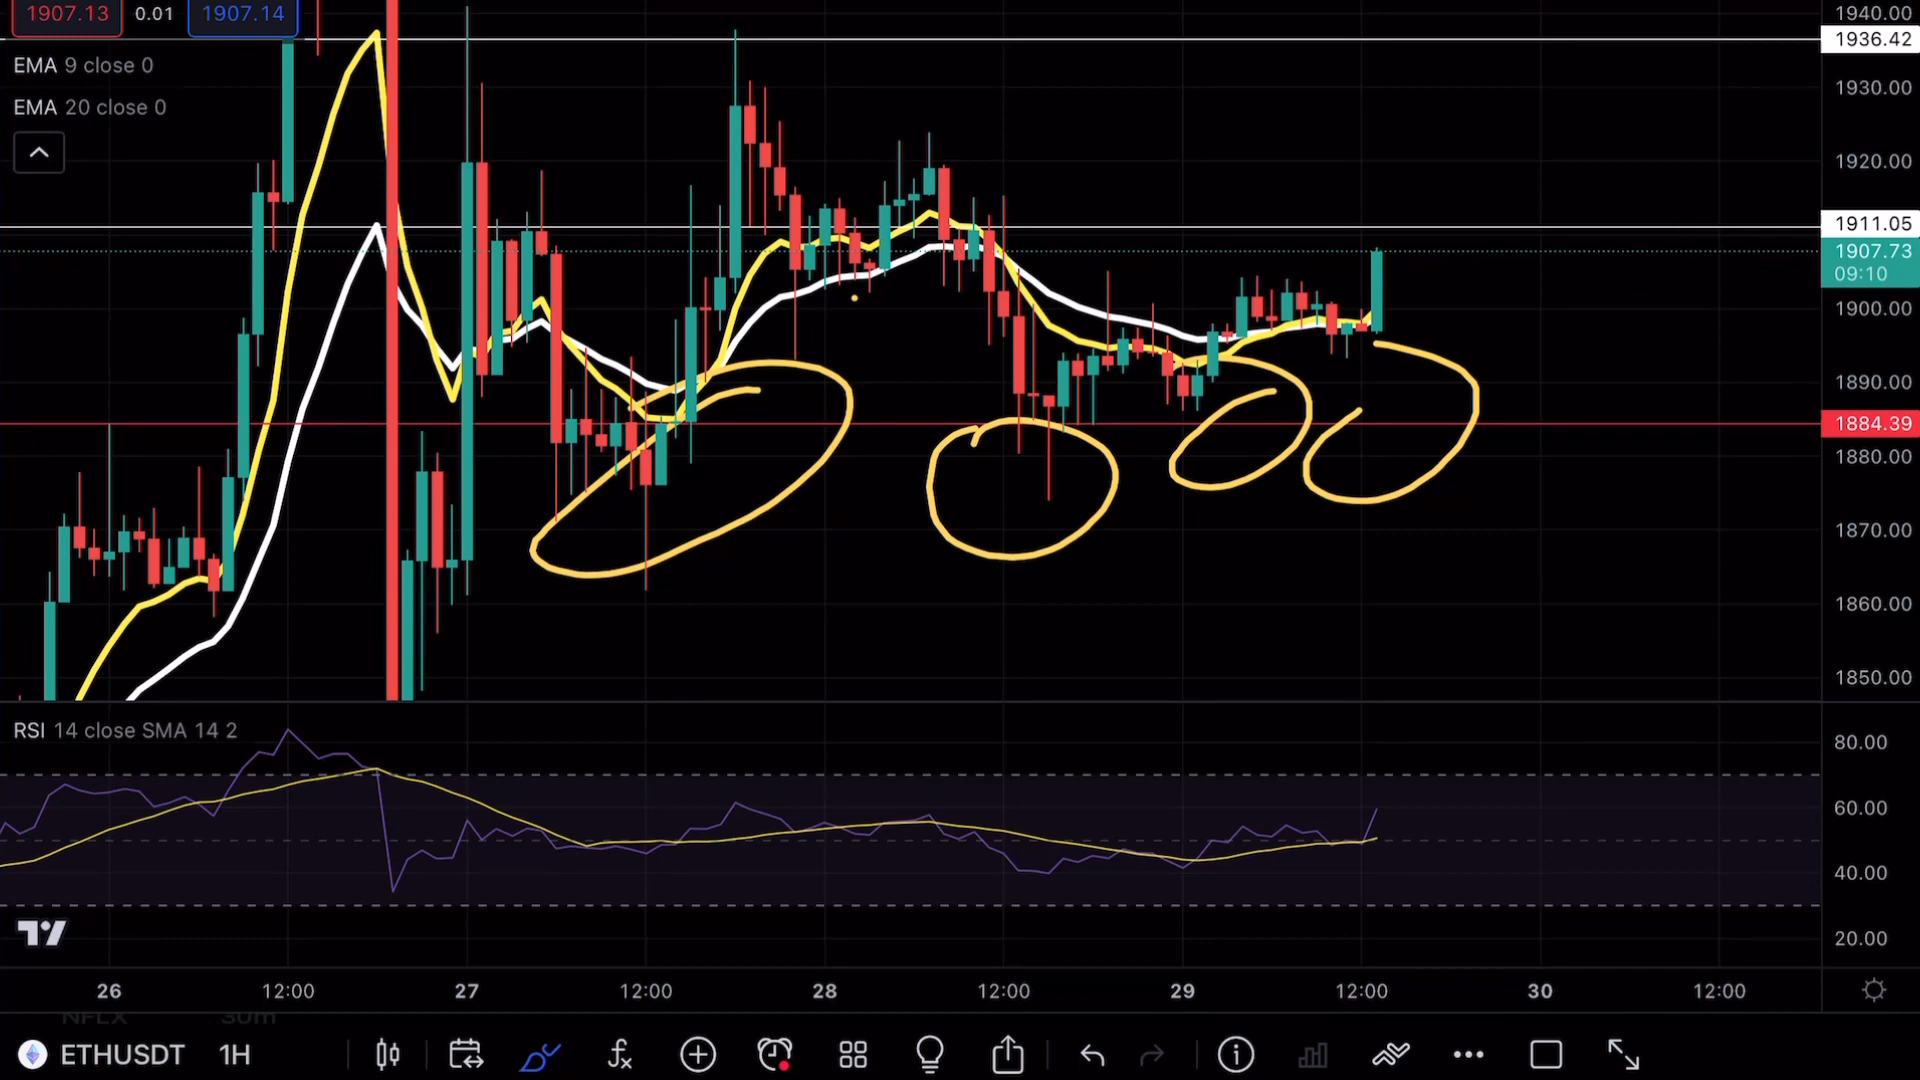 1907.13 0.01 1907.14
EMA 9 close 0
EMA 20 close 0
1940.00
1936.42
1930.00
1920.00
1911.05
1907.73
09:10
1900.00
1890.00
1884.39
1880.00
1870.00
1860.00
1850.00
RSI 14 close SMA 14 2
80.00
60.00
40.00
20.00
26 12:00 27 12:00 28 12:00 29 12:00 30 12:00
NFLX 30m
ETHUSDT 1H